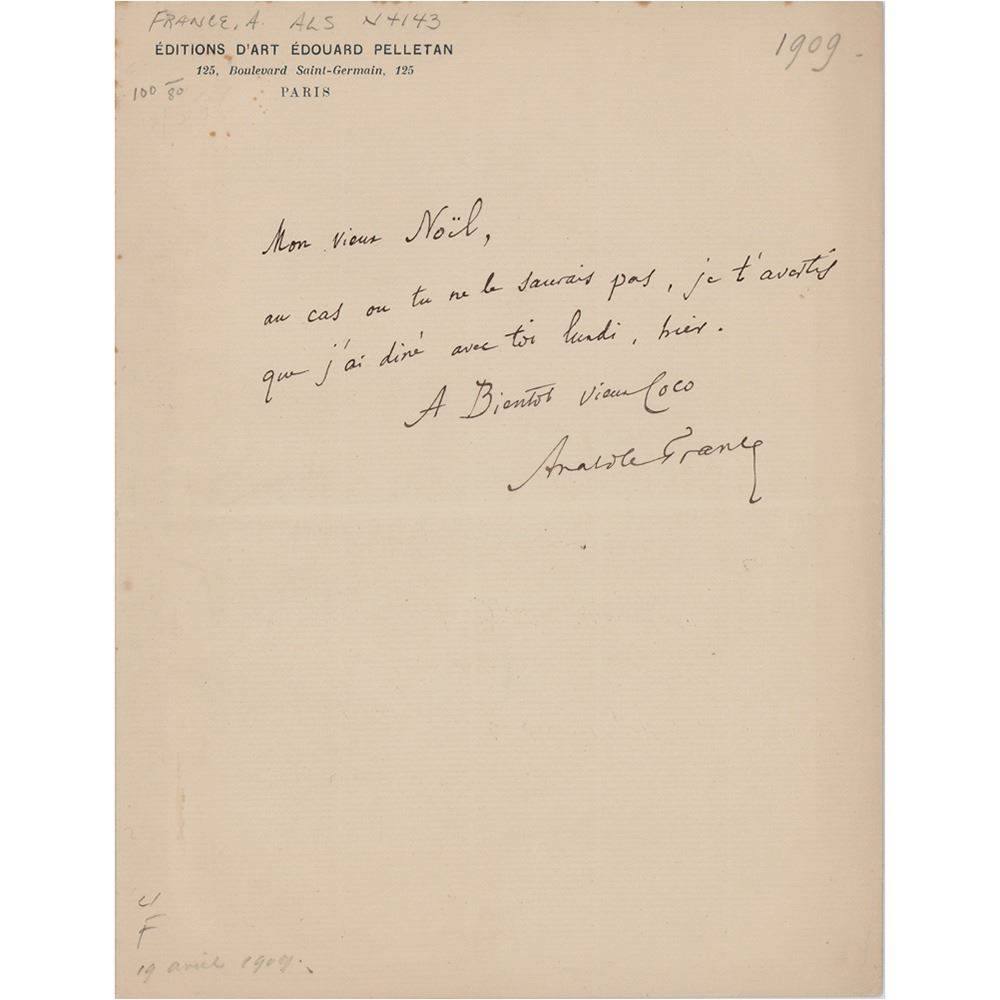 FRANCE, A. ALS N4143
1909 -
ÉDITIONS D'ART ÉDOUARD PELLETAN
125, Boulevard Saint-Germain, 125
100 80
PARIS
Mon vieux Noïl,
au cas ou tu ne le saurais pas, je t'avertis
que j'ai diné avec toi lundi, hier.
A Bientot vieux Coco
Anatole France
F
19 avril 1909.